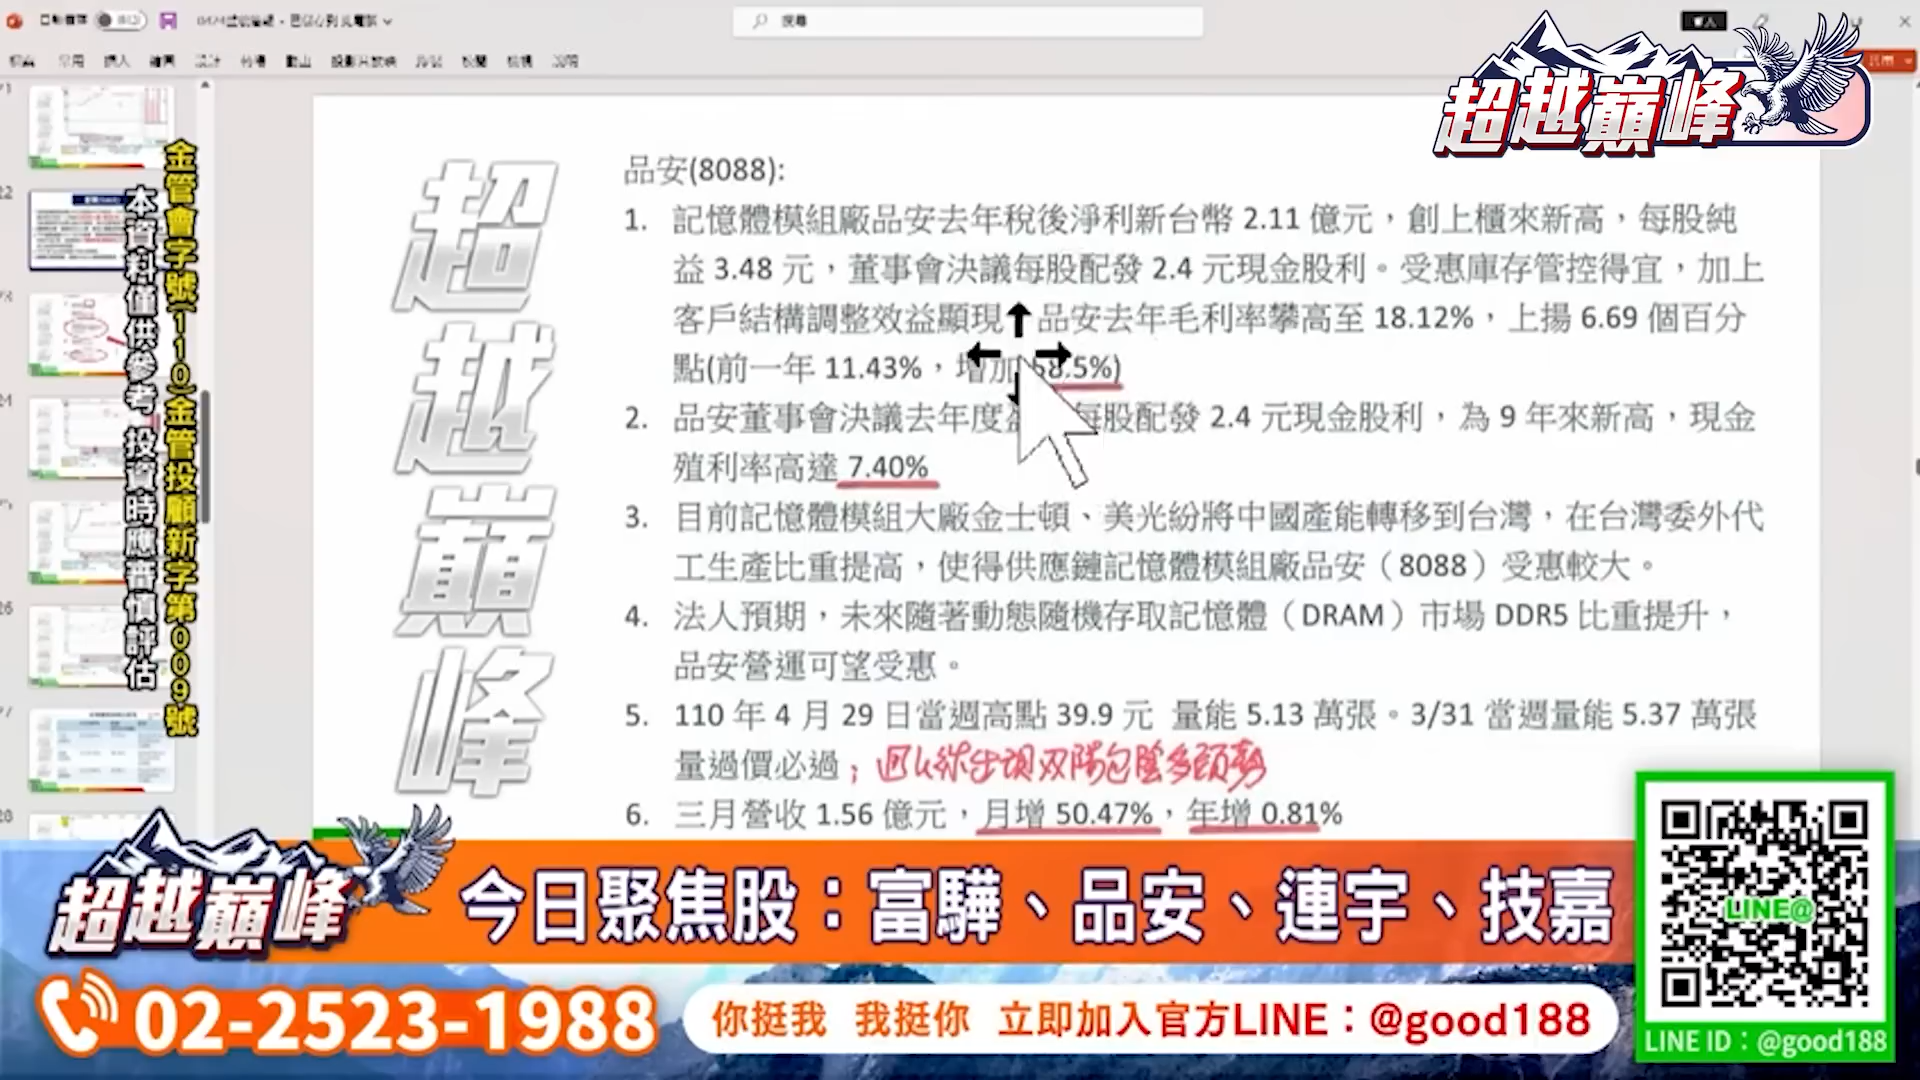 搜尋
超越巔峰
金管會字號(110)金管投顧新字第009號
本資料僅供參考 投資時應審慎評估
超越巔峰
品安(8088):
1. 記憶體模組廠品安去年稅後淨利新台幣 2.11 億元，創上櫃來新高，每股純
益 3.48 元，董事會決議每股配發 2.4 元現金股利。受惠庫存管控得宜，加上
客戶結構調整效益顯現 品安去年毛利率攀高至 18.12%，上揚 6.69 個百分
點(前一年 11.43%，增加 58.5%)
2. 品安董事會決議去年度 每股配發 2.4 元現金股利，為 9 年來新高，現金
殖利率高達 7.40%
3. 目前記憶體模組大廠金士頓、美光紛將中國產能轉移到台灣，在台灣委外代
工生產比重提高，使得供應鏈記憶體模組廠品安（8088）受惠較大。
4. 法人預期，未來隨著動態隨機存取記憶體（DRAM）市場 DDR5 比重提升，
品安營運可望受惠。
5. 110 年 4 月 29 日當週高點 39.9 元 量能 5.13 萬張。3/31 當週量能 5.37 萬張
量過價必過；
6. 三月營收 1.56 億元，月增 50.47%，年增 0.81%
超越巔峰
今日聚焦股：富驊、品安、連宇、技嘉
LINE@
02-2523-1988
你挺我 我挺你 立即加入官方LINE：@good188
LINE ID：@good188